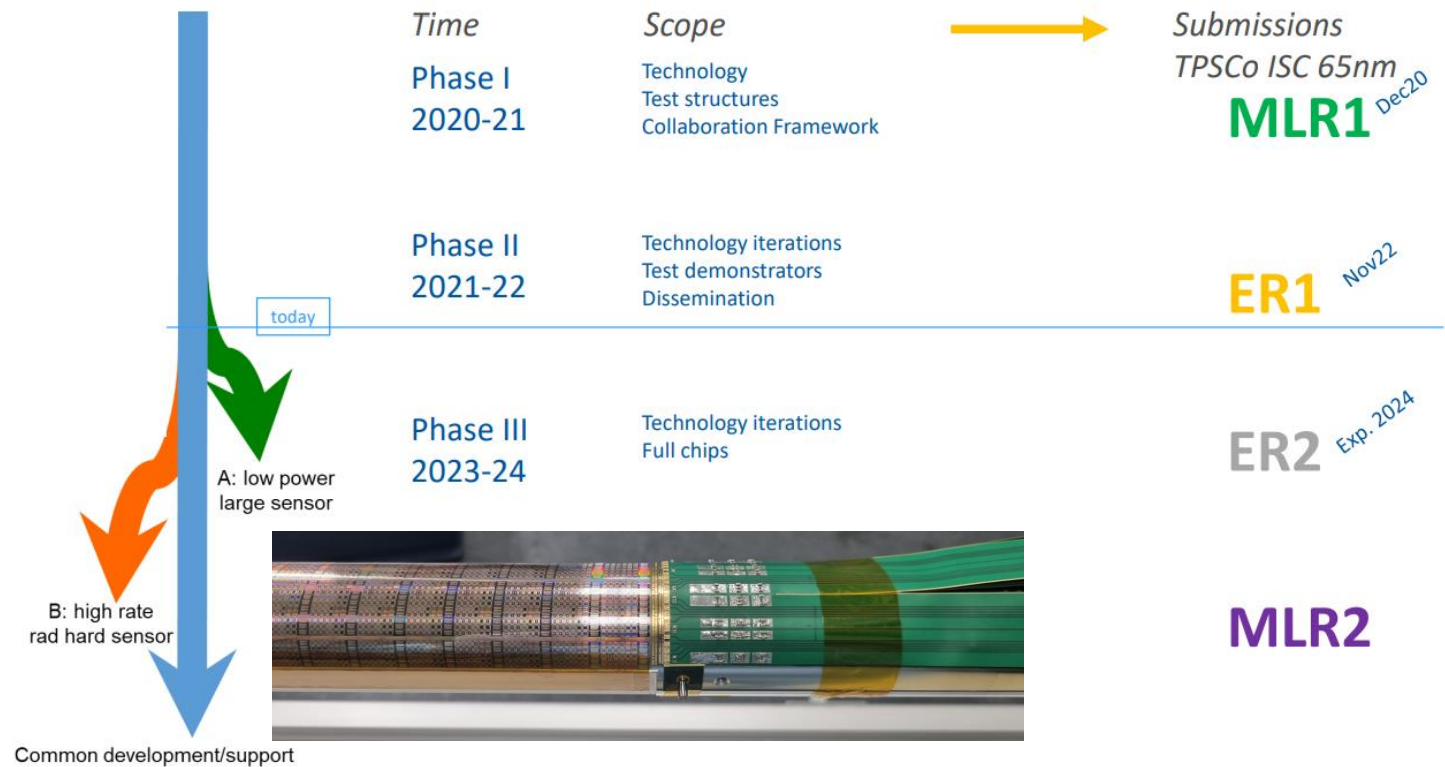 Time
Scope
Submissions
TPSCo ISC 65nm
Phase I
2020-21
Technology
Test structures
Collaboration Framework
MLR1
Dec20
Phase II
2021-22
Technology iterations
Test demonstrators
Dissemination
ER1
Nov22
today
Phase III
2023-24
Technology iterations
Full chips
ER2
Exp. 2024
A: low power
large sensor
B: high rate
rad hard sensor
MLR2
Common development/support